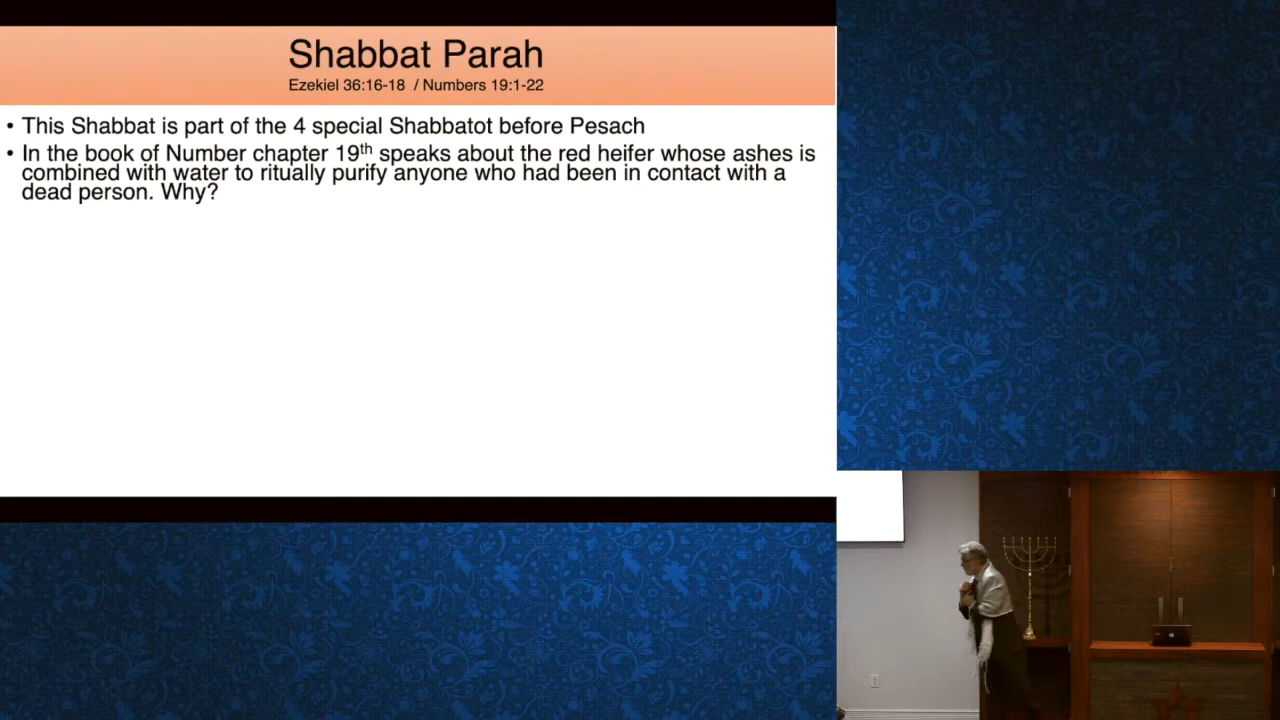 Shabbat Parah
Ezekiel 36:16-18 / Numbers 19:1-22
• This Shabbat is part of the 4 special Shabbatot before Pesach
• In the book of Number chapter 19th speaks about the red heifer whose ashes is
combined with water to ritually purify anyone who had been in contact with a
dead person. Why?